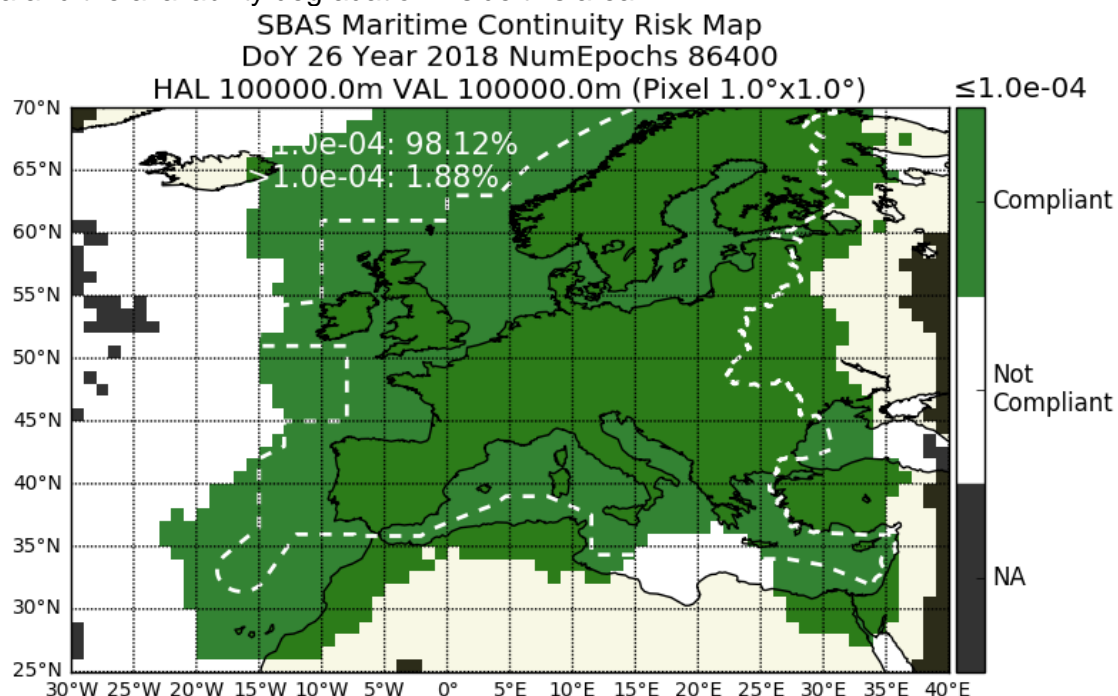 SBAS Maritime Continuity Risk Map
DoY 26 Year 2018 NumEpochs 86400
HAL 100000.0m VAL 100000.0m (Pixel 1.0°x1.0°)
≤1.0e-04
70°N
65°N
60°N
55°N
50°N
45°N
40°N
35°N
30°N
25°N
1.0e-04: 98.12%
>1.0e-04: 1.88%
Compliant
Not
Compliant
NA
30°W 25°W 20°W 15°W 10°W 5°W 0° 5°E 10°E 15°E 20°E 25°E 30°E 35°E 40°E